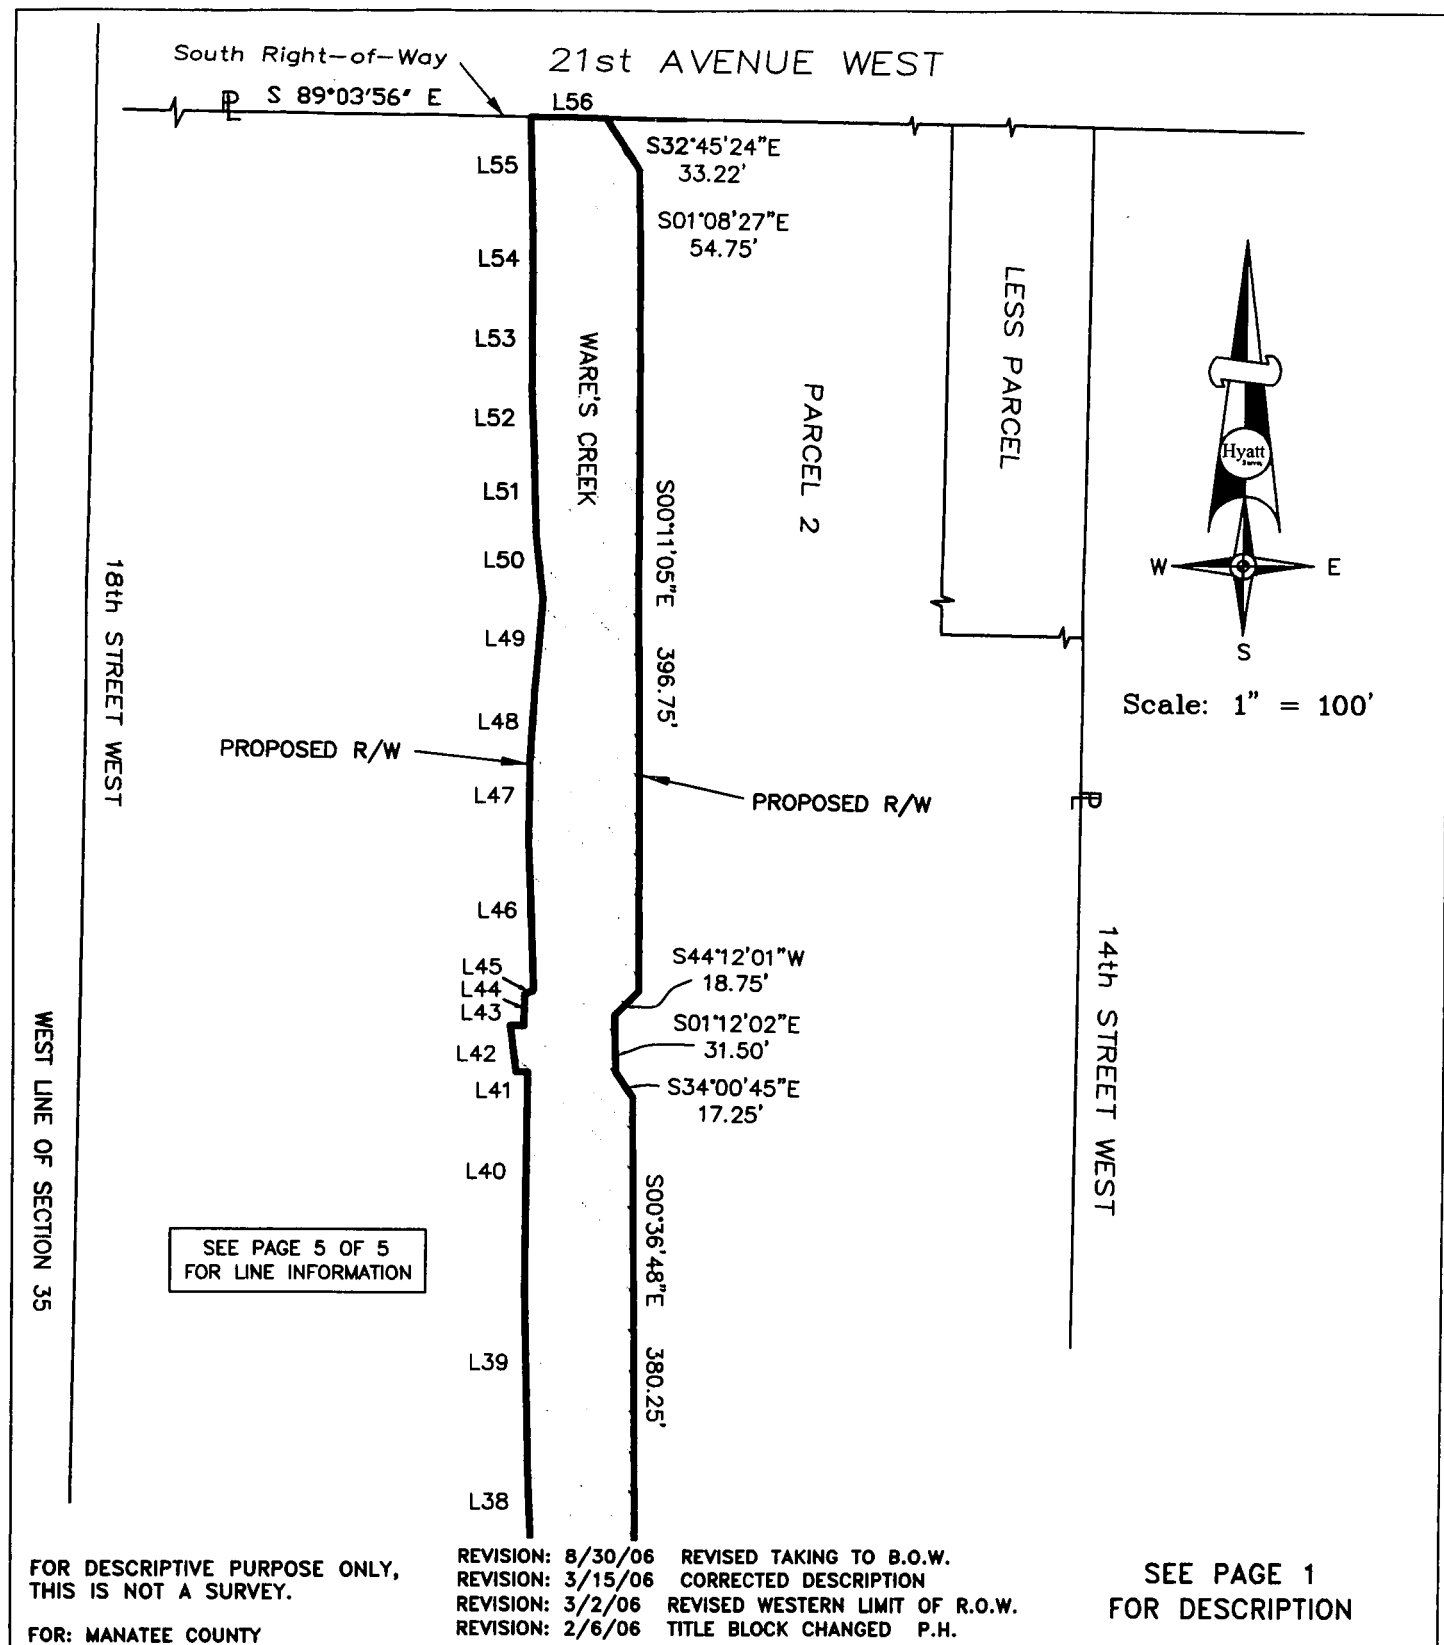 South Right-of-Way
21st AVENUE WEST
S 89°03'56" E
L56
L55
S32°45'24"E
33.22'
S01°08'27"E
54.75'
L54
L53
L52
L51
L50
L49
L48
L47
L46
L45
L44
L43
L42
L41
L40
L39
L38
WARE'S CREEK
PARCEL 2
LESS PARCEL
S00°11'05"E 396.75'
18th STREET WEST
Hyatt
W
E
S
Scale: 1" = 100'
PROPOSED R/W
PROPOSED R/W
PL
PL
14th STREET WEST
S44°12'01"W
18.75'
S01°12'02"E
31.50'
S34°00'45"E
17.25'
S00°36'48"E 380.25'
WEST LINE OF SECTION 35
SEE PAGE 5 OF 5
FOR LINE INFORMATION
FOR DESCRIPTIVE PURPOSE ONLY,
THIS IS NOT A SURVEY.
FOR: MANATEE COUNTY
REVISION: 8/30/06 REVISED TAKING TO B.O.W.
REVISION: 3/15/06 CORRECTED DESCRIPTION
REVISION: 3/2/06 REVISED WESTERN LIMIT OF R.O.W.
REVISION: 2/6/06 TITLE BLOCK CHANGED P.H.
SEE PAGE 1
FOR DESCRIPTION